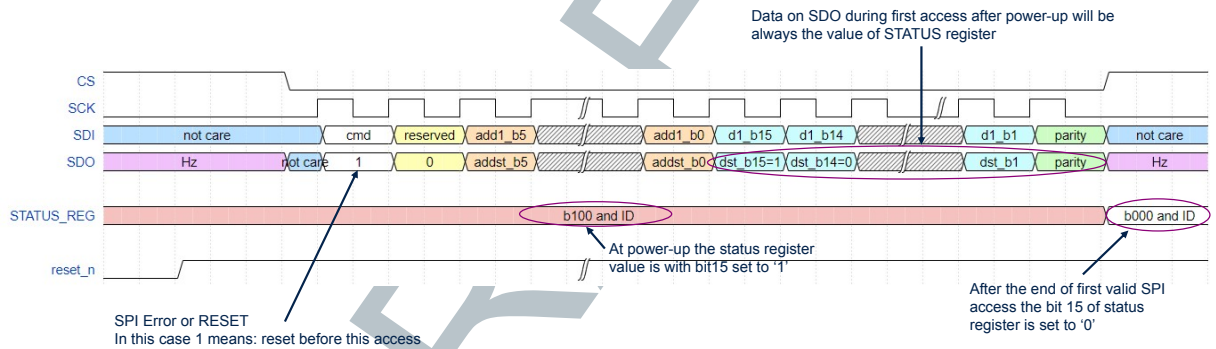 Data on SDO during first access after power-up will be
always the value of STATUS register
CS
SCK
SDI not care cmd reserved add1_b5 add1_b0 d1_b15 d1_b14 d1_b1 parity not care
SDO Hz not care 1 0 addst_b5 addst_b0 dst_b15=1 dst_b14=0 dst_b1 parity Hz
STATUS_REG b100 and ID b000 and ID
At power-up the status register
value is with bit15 set to ‘1’
reset_n
After the end of first valid SPI
access the bit 15 of status
register is set to ‘0’
SPI Error or RESET
In this case 1 means: reset before this access